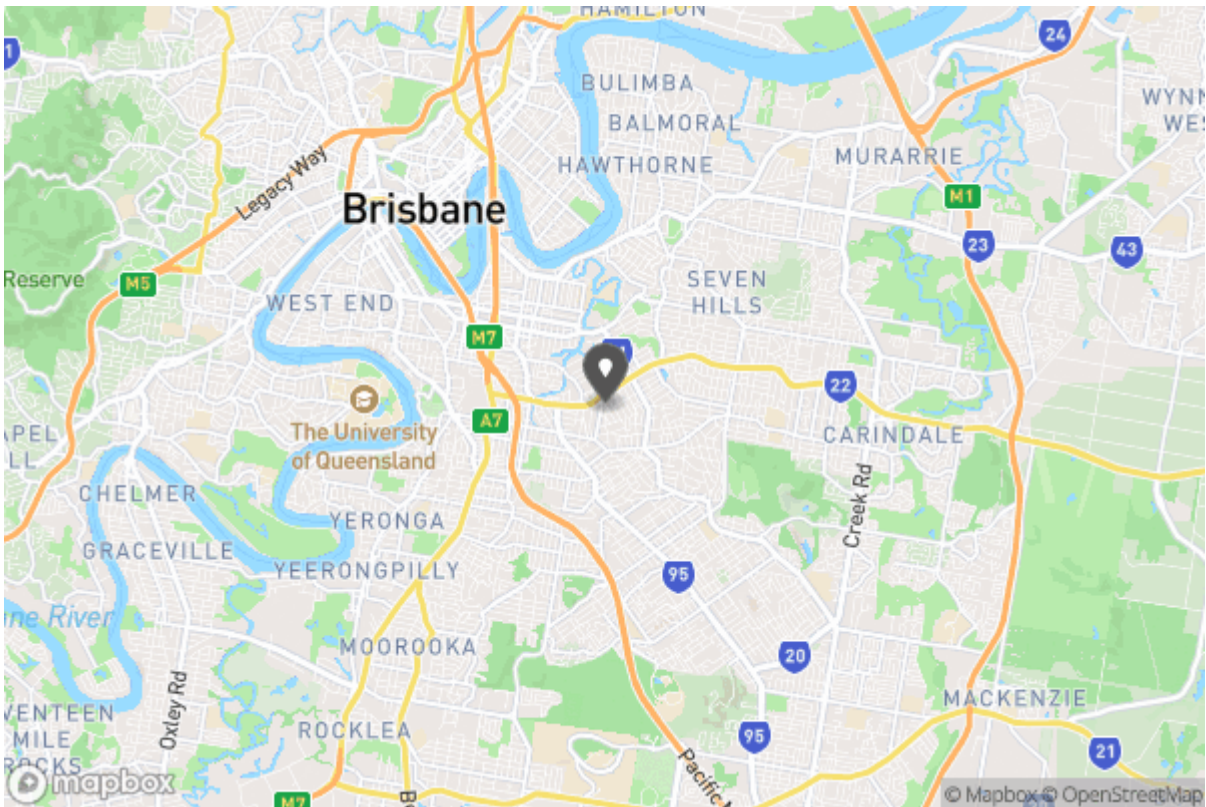 HAMILTON
24
1
BULIMBA
WYNN
WES
BALMORAL
Legacy Way
HAWTHORNE
MURARRIE
Brisbane
M1
23
43
Reserve
M5
SEVEN
HILLS
WEST END
M7
22
The University
of Queensland
A7
CARINDALE
APEL
LL
CHELMER
Creek Rd
YERONGA
GRACEVILLE
YEERONGPILLY
95
ne River
MOOROOKA
20
Oxley Rd
MACKENZIE
VENTEEN
MILE
ROCKS
ROCKLEA
95
21
Pacific M
mapbox
M7
© Mapbox © OpenStreetMap